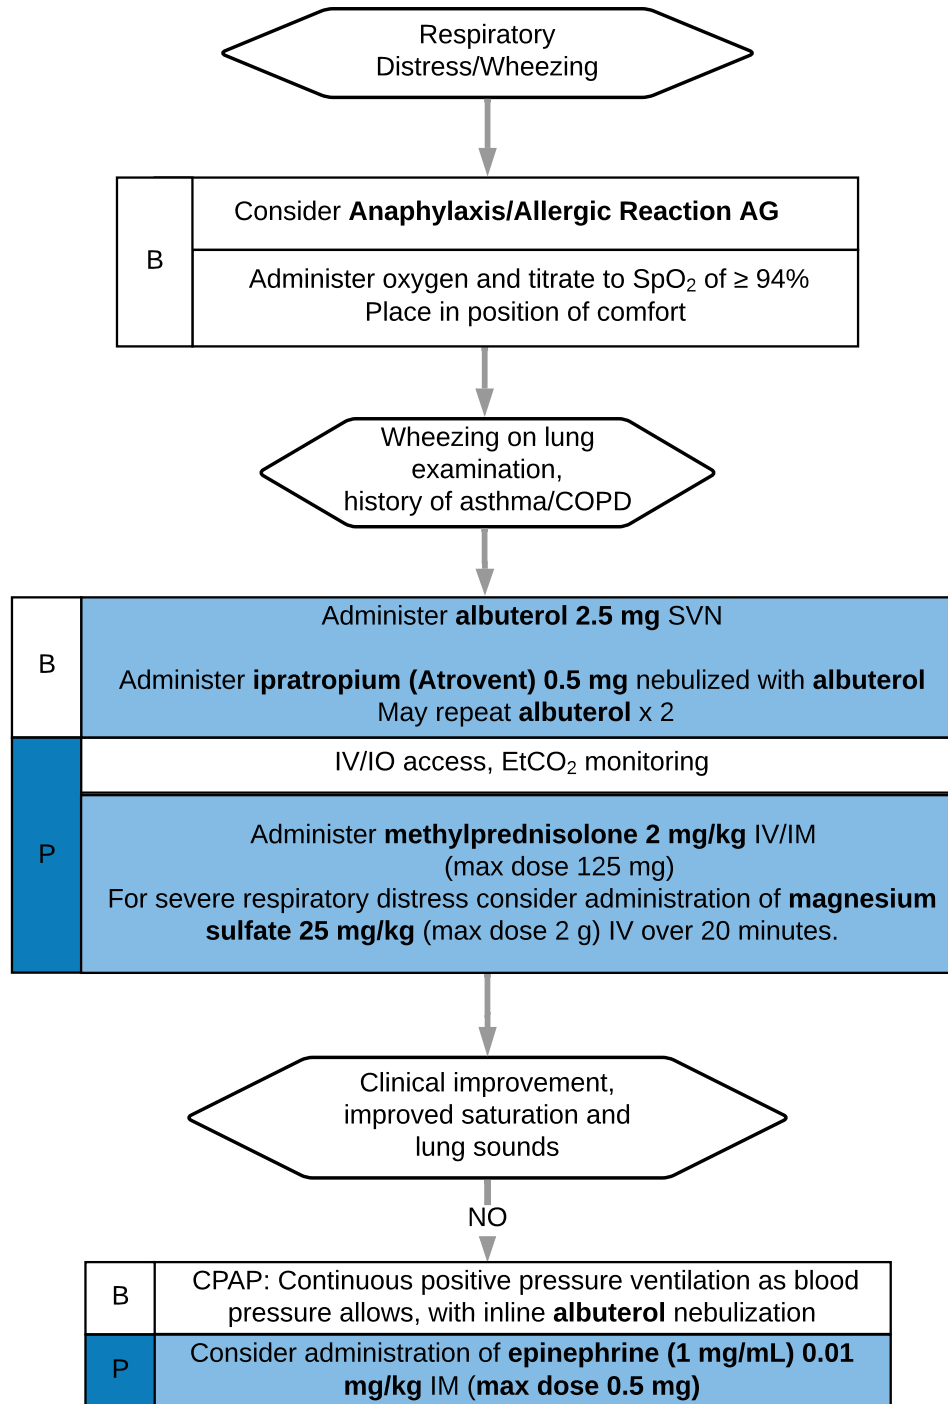 Respiratory
Distress/Wheezing
Consider Anaphylaxis/Allergic Reaction AG
B
Administer oxygen and titrate to SpO₂ of ≥ 94%
Place in position of comfort
Wheezing on lung
examination,
history of asthma/COPD
Administer albuterol 2.5 mg SVN
B
Administer ipratropium (Atrovent) 0.5 mg nebulized with albuterol
May repeat albuterol x 2
IV/IO access, EtCO₂ monitoring
P
Administer methylprednisolone 2 mg/kg IV/IM
(max dose 125 mg)
For severe respiratory distress consider administration of magnesium
sulfate 25 mg/kg (max dose 2 g) IV over 20 minutes.
Clinical improvement,
improved saturation and
lung sounds
NO
B
CPAP: Continuous positive pressure ventilation as blood
pressure allows, with inline albuterol nebulization
P
Consider administration of epinephrine (1 mg/mL) 0.01
mg/kg IM (max dose 0.5 mg)